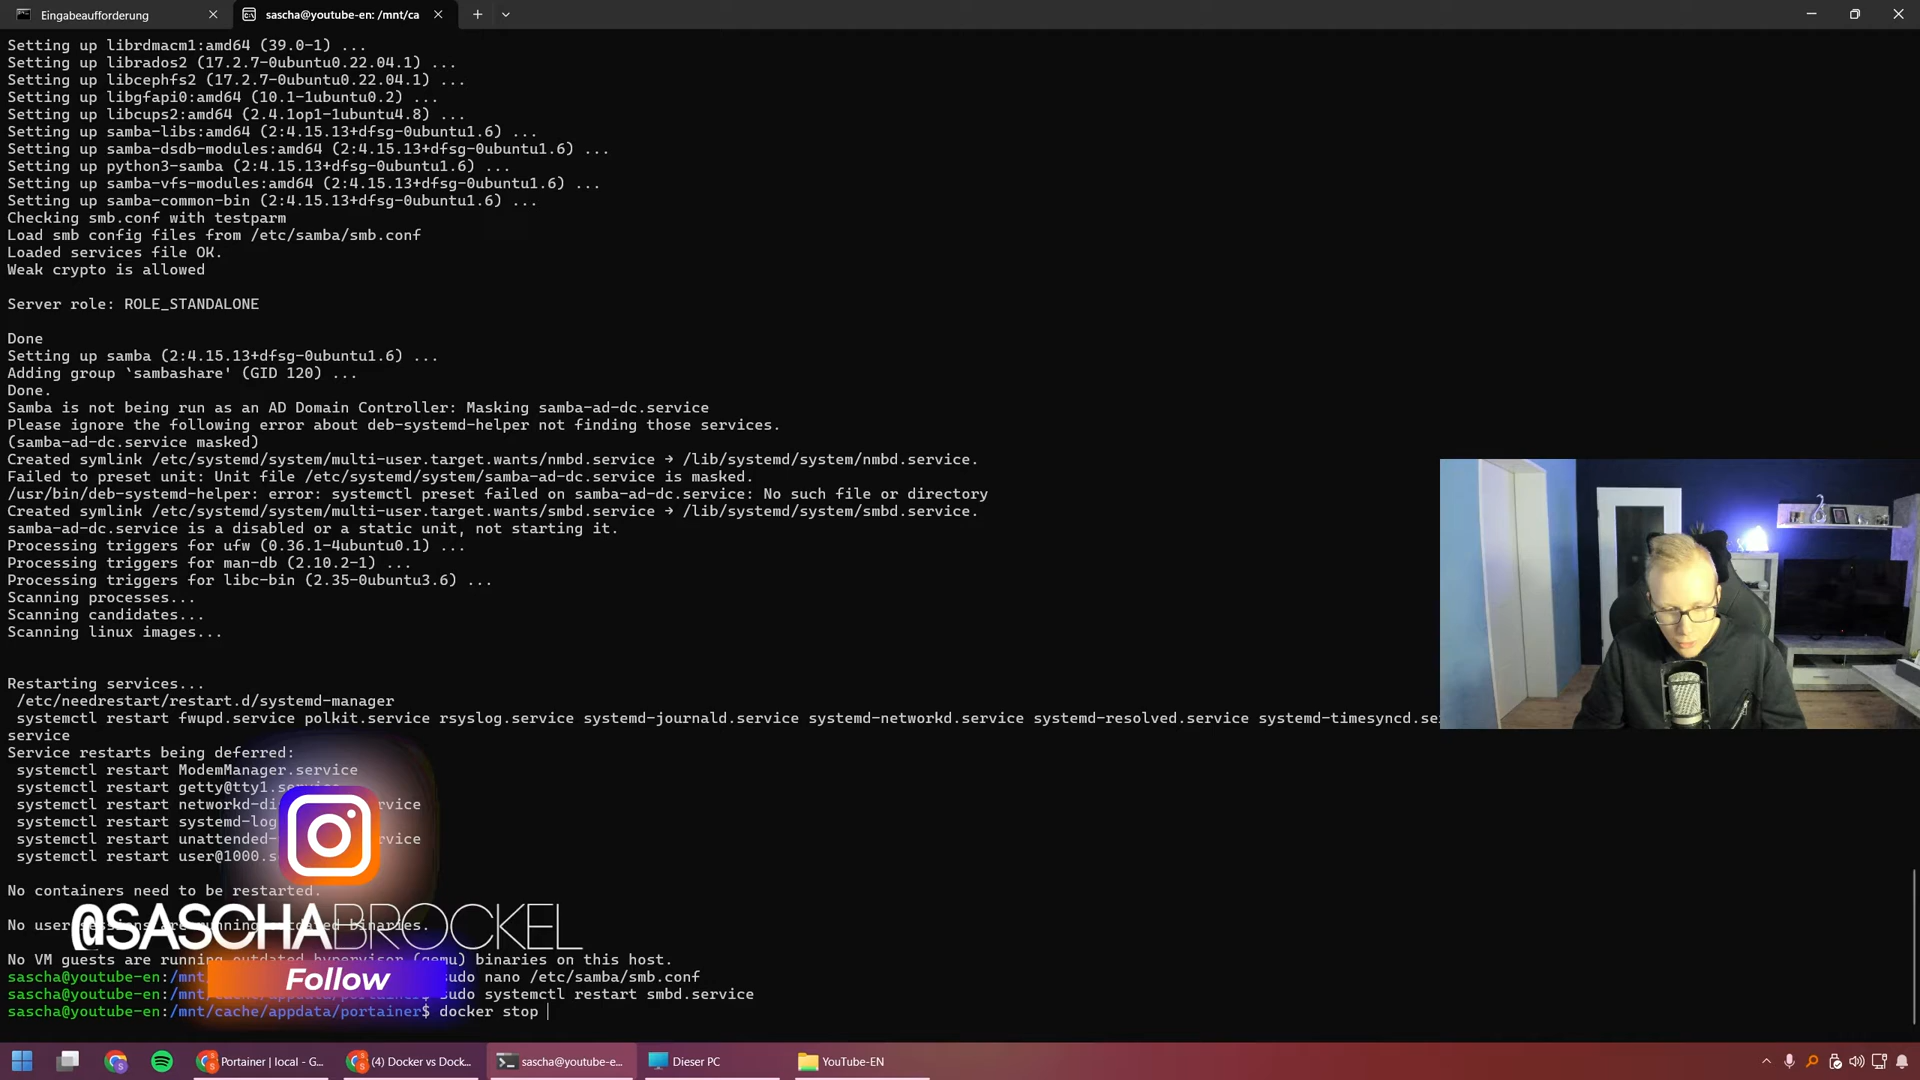 Eingabeaufforderung
sascha@youtube-en: /mnt/ca
Setting up librdmacm1:amd64 (39.0-1) ...
Setting up librados2 (17.2.7-0ubuntu0.22.04.1) ...
Setting up libcephfs2 (17.2.7-0ubuntu0.22.04.1) ...
Setting up libgfapi0:amd64 (10.1-1ubuntu0.2) ...
Setting up libcups2:amd64 (2.4.1op1-1ubuntu4.8) ...
Setting up samba-libs:amd64 (2:4.15.13+dfsg-0ubuntu1.6) ...
Setting up samba-dsdb-modules:amd64 (2:4.15.13+dfsg-0ubuntu1.6) ...
Setting up python3-samba (2:4.15.13+dfsg-0ubuntu1.6) ...
Setting up samba-vfs-modules:amd64 (2:4.15.13+dfsg-0ubuntu1.6) ...
Setting up samba-common-bin (2:4.15.13+dfsg-0ubuntu1.6) ...
Checking smb.conf with testparm
Load smb config files from /etc/samba/smb.conf
Loaded services file OK.
Weak crypto is allowed
Server role: ROLE_STANDALONE
Done
Setting up samba (2:4.15.13+dfsg-0ubuntu1.6) ...
Adding group `sambashare' (GID 120) ...
Done.
Samba is not being run as an AD Domain Controller: Masking samba-ad-dc.service
Please ignore the following error about deb-systemd-helper not finding those services.
(samba-ad-dc.service masked)
Created symlink /etc/systemd/system/multi-user.target.wants/nmbd.service → /lib/systemd/system/nmbd.service.
Failed to preset unit: Unit file /etc/systemd/system/samba-ad-dc.service is masked.
/usr/bin/deb-systemd-helper: error: systemctl preset failed on samba-ad-dc.service: No such file or directory
Created symlink /etc/systemd/system/multi-user.target.wants/smbd.service → /lib/systemd/system/smbd.service.
samba-ad-dc.service is a disabled or a static unit, not starting it.
Processing triggers for ufw (0.36.1-4ubuntu0.1) ...
Processing triggers for man-db (2.10.2-1) ...
Processing triggers for libc-bin (2.35-0ubuntu3.6) ...
Scanning processes...
Scanning candidates...
Scanning linux images...
Restarting services...
/etc/needrestart/restart.d/systemd-manager
systemctl restart fwupd.service polkit.service rsyslog.service systemd-journald.service systemd-networkd.service systemd-resolved.service systemd-timesyncd.se
service
Service restarts being deferred:
systemctl restart ModemManager.service
systemctl restart getty@tty1.service
systemctl restart networkd-di rvice
systemctl restart systemd-log
systemctl restart unattended- rvice
systemctl restart user@1000.s
No containers need to be restarted.
No user sessions are running outdated binaries.
@SASCHABROCKEL
No VM guests are running outdated hypervisor (qemu) binaries on this host.
sascha@youtube-en:/mnt/ sudo nano /etc/samba/smb.conf
Follow
sascha@youtube-en:/mnt/cache/appdata/portainer$ sudo systemctl restart smbd.service
sascha@youtube-en:/mnt/cache/appdata/portainer$ docker stop
Portainer | local - G...
(4) Docker vs Dock...
sascha@youtube-e...
Dieser PC
YouTube-EN